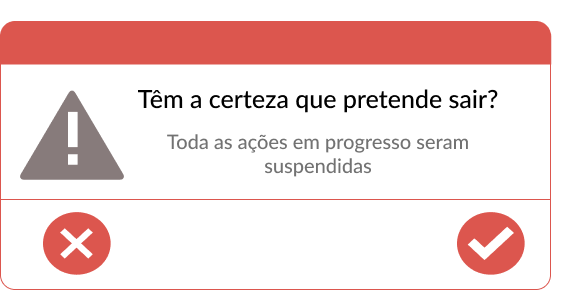 Têm a certeza que pretende sair?
Toda as ações em progresso seram
suspendidas